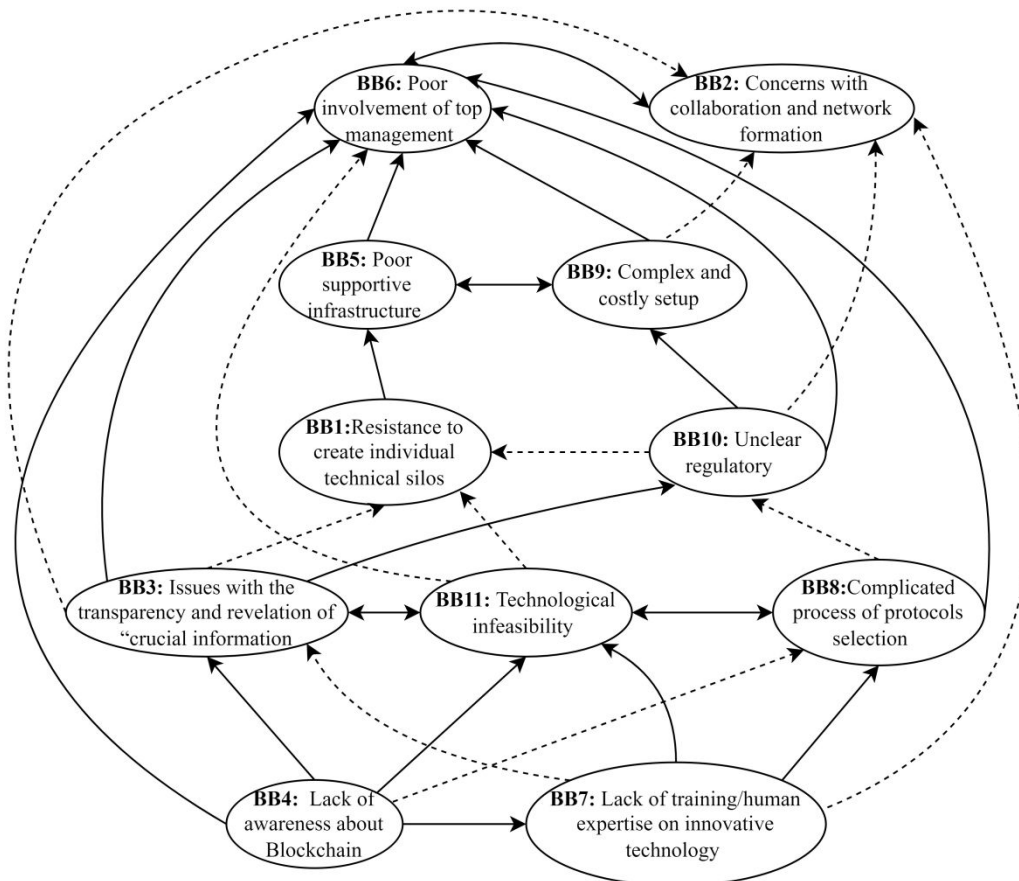 BB6: Poor
involvement of top
management
BB2: Concerns with
collaboration and network
formation
BB5: Poor
supportive
infrastructure
BB9: Complex and
costly setup
BB1:Resistance to
create individual
technical silos
BB10: Unclear
regulatory
BB3: Issues with the
transparency and revelation of
“crucial information
BB11: Technological
infeasibility
BB8:Complicated
process of protocols
selection
BB4: Lack of
awareness about
Blockchain
BB7: Lack of training/human
expertise on innovative
technology